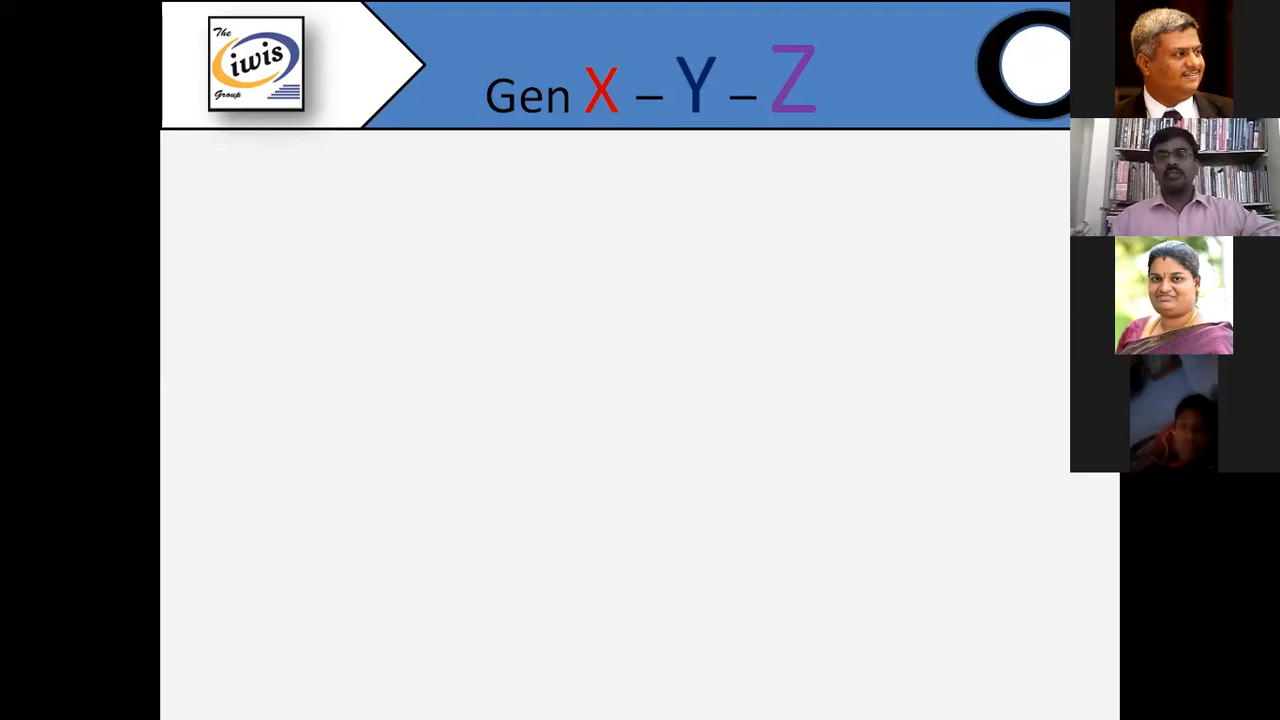 The
iwis
Group
Gen X – Y – Z